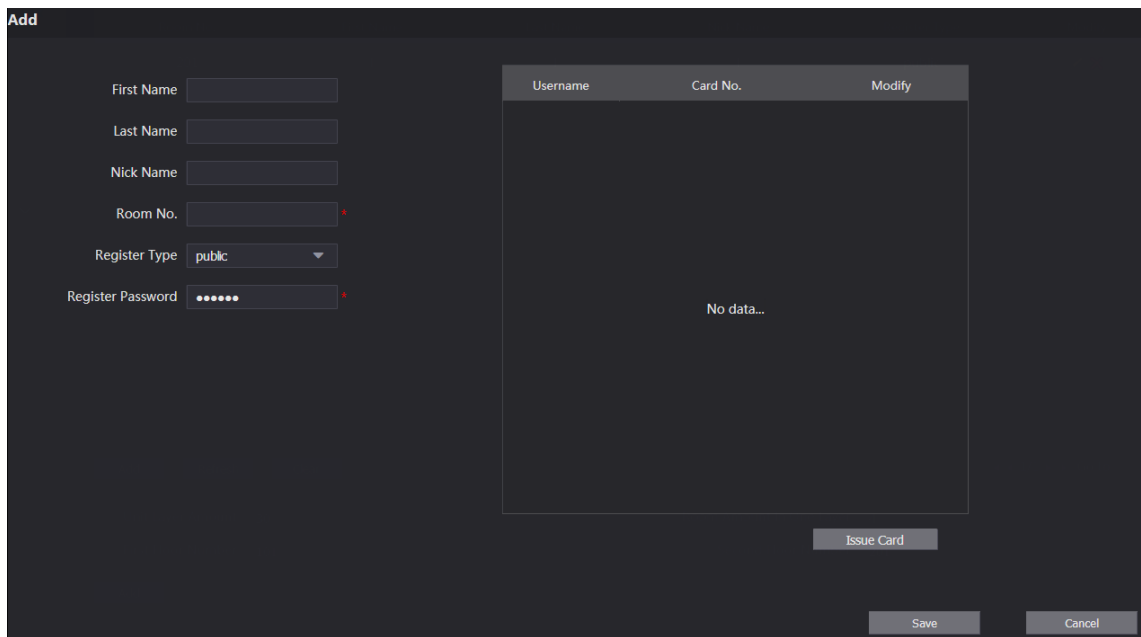 Add
First Name
Last Name
Nick Name
Room No. *
Register Type public
Register Password ●●●●●● *
Username Card No. Modify
No data...
Issue Card
Save Cancel